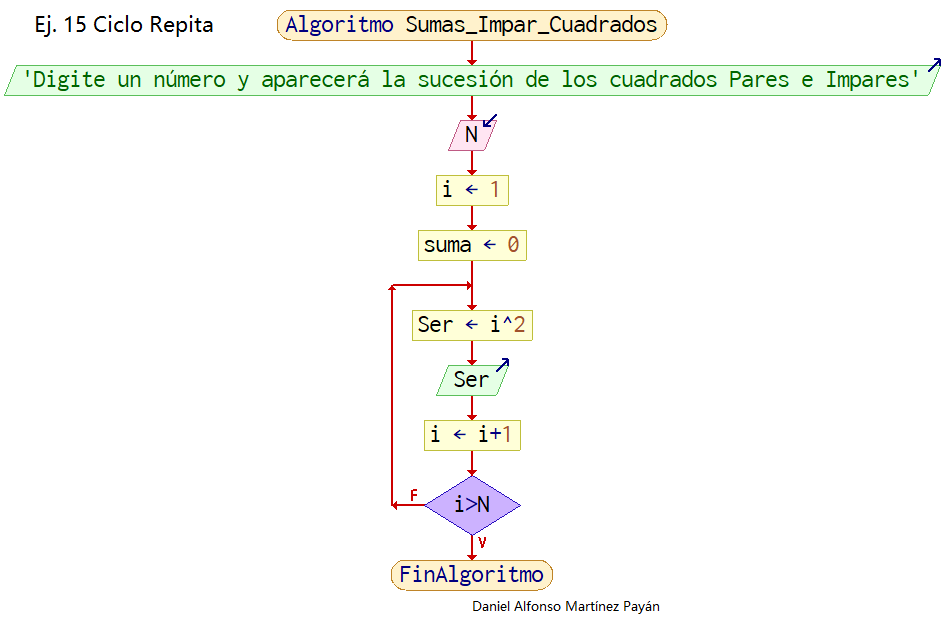 Ej. 15 Ciclo Repita
Algoritmo Sumas_Impar_Cuadrados
'Digite un número y aparecerá la sucesión de los cuadrados Pares e Impares'
N
i ← 1
suma ← 0
Ser ← i^2
Ser
i ← i+1
F
i>N
V
FinAlgoritmo
Daniel Alfonso Martínez Payán